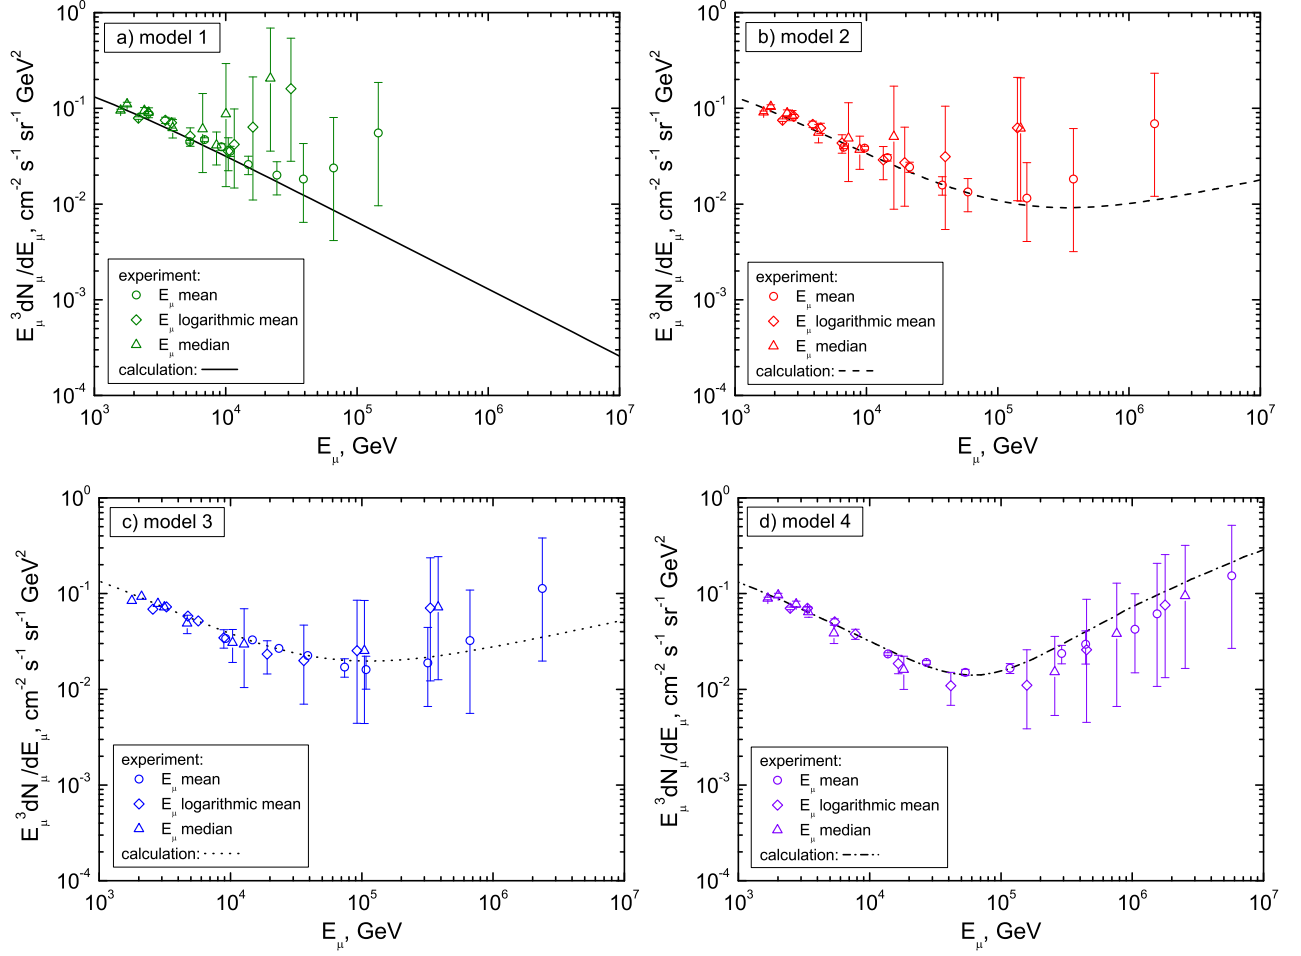 a) model 1
E_μ^3 dN_μ/dE_μ, cm^-2 s^-1 sr^-1 GeV^2
10^0
10^-1
10^-2
10^-3
10^-4
experiment:
E_μ mean
E_μ logarithmic mean
E_μ median
calculation:
10^3 10^4 10^5 10^6 10^7
E_μ, GeV
b) model 2
E_μ^3 dN_μ/dE_μ, cm^-2 s^-1 sr^-1 GeV^2
10^0
10^-1
10^-2
10^-3
10^-4
experiment:
E_μ mean
E_μ logarithmic mean
E_μ median
calculation:
10^3 10^4 10^5 10^6 10^7
E_μ, GeV
c) model 3
E_μ^3 dN_μ/dE_μ, cm^-2 s^-1 sr^-1 GeV^2
10^0
10^-1
10^-2
10^-3
10^-4
experiment:
E_μ mean
E_μ logarithmic mean
E_μ median
calculation:
10^3 10^4 10^5 10^6 10^7
E_μ, GeV
d) model 4
E_μ^3 dN_μ/dE_μ, cm^-2 s^-1 sr^-1 GeV^2
10^0
10^-1
10^-2
10^-3
10^-4
experiment:
E_μ mean
E_μ logarithmic mean
E_μ median
calculation:
10^3 10^4 10^5 10^6 10^7
E_μ, GeV